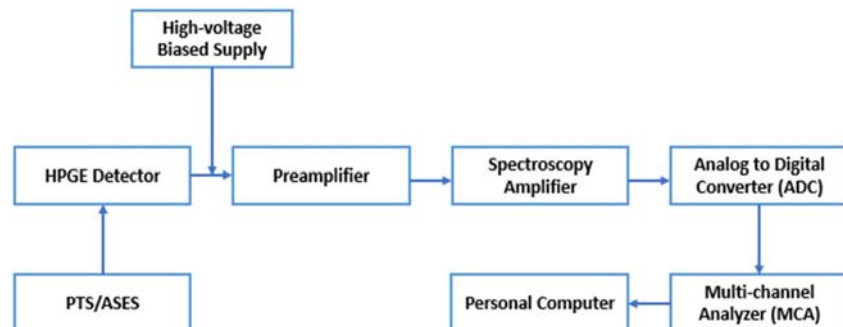 High-voltage
Biased Supply
HPGE Detector
Preamplifier
Spectroscopy
Amplifier
Analog to Digital
Converter (ADC)
PTS/ASES
Personal Computer
Multi-channel
Analyzer (MCA)